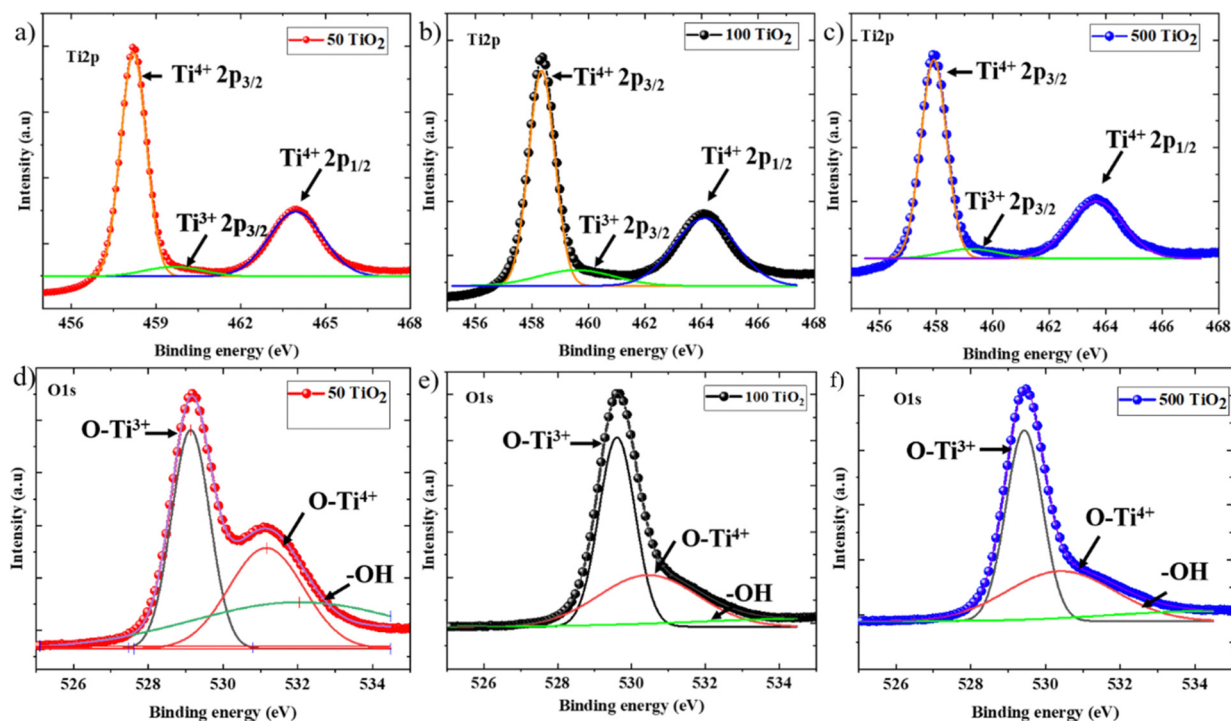 a)
Ti2p
50 TiO₂
Ti⁴⁺ 2p₃/₂
Ti⁴⁺ 2p₁/₂
Ti³⁺ 2p₃/₂
Intensity (a.u)
456 459 462 465 468
Binding energy (eV)
b)
Ti2p
100 TiO₂
Ti⁴⁺ 2p₃/₂
Ti⁴⁺ 2p₁/₂
Ti³⁺ 2p₃/₂
Intensity (a.u)
456 458 460 462 464 466 468
Binding energy (eV)
c)
Ti2p
500 TiO₂
Ti⁴⁺ 2p₃/₂
Ti⁴⁺ 2p₁/₂
Ti³⁺ 2p₃/₂
Intensity (a.u)
456 458 460 462 464 466 468
Binding energy (eV)
d)
O1s
50 TiO₂
O-Ti³⁺
O-Ti⁴⁺
-OH
Intensity (a.u)
526 528 530 532 534
Binding energy (eV)
e)
O1s
100 TiO₂
O-Ti³⁺
O-Ti⁴⁺
-OH
Intensity (a.u)
526 528 530 532 534
Binding energy (eV)
f)
O1s
500 TiO₂
O-Ti³⁺
O-Ti⁴⁺
-OH
Intensity (a.u)
526 528 530 532 534
Binding energy (eV)